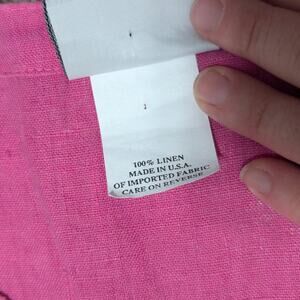 100% LINEN
MADE IN U.S.A.
OF IMPORTED FABRIC
CARE ON REVERSE